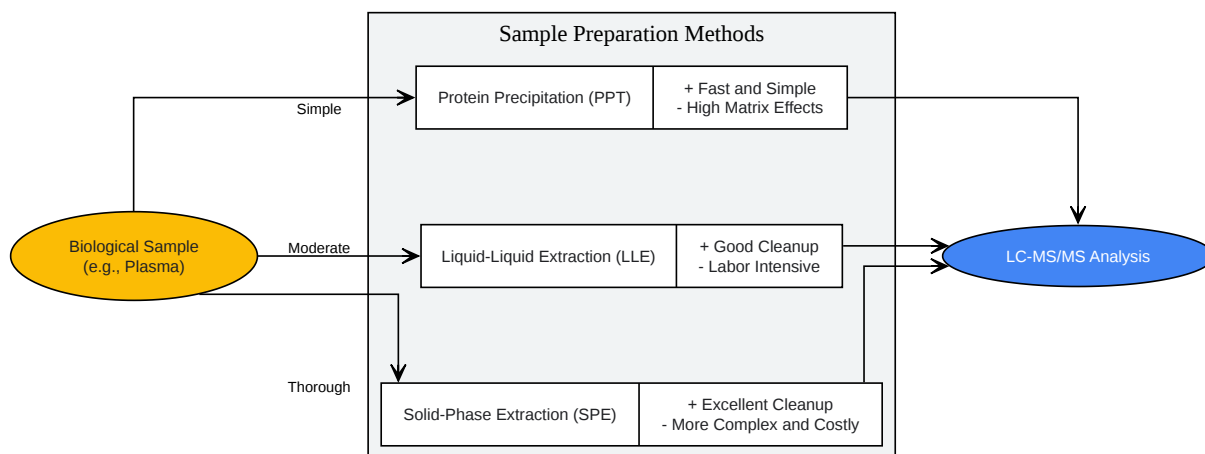 Sample Preparation Methods
Protein Precipitation (PPT)
+ Fast and Simple
- High Matrix Effects
Simple
Biological Sample
(e.g., Plasma)
Moderate
Liquid-Liquid Extraction (LLE)
+ Good Cleanup
- Labor Intensive
LC-MS/MS Analysis
Thorough
Solid-Phase Extraction (SPE)
+ Excellent Cleanup
- More Complex and Costly